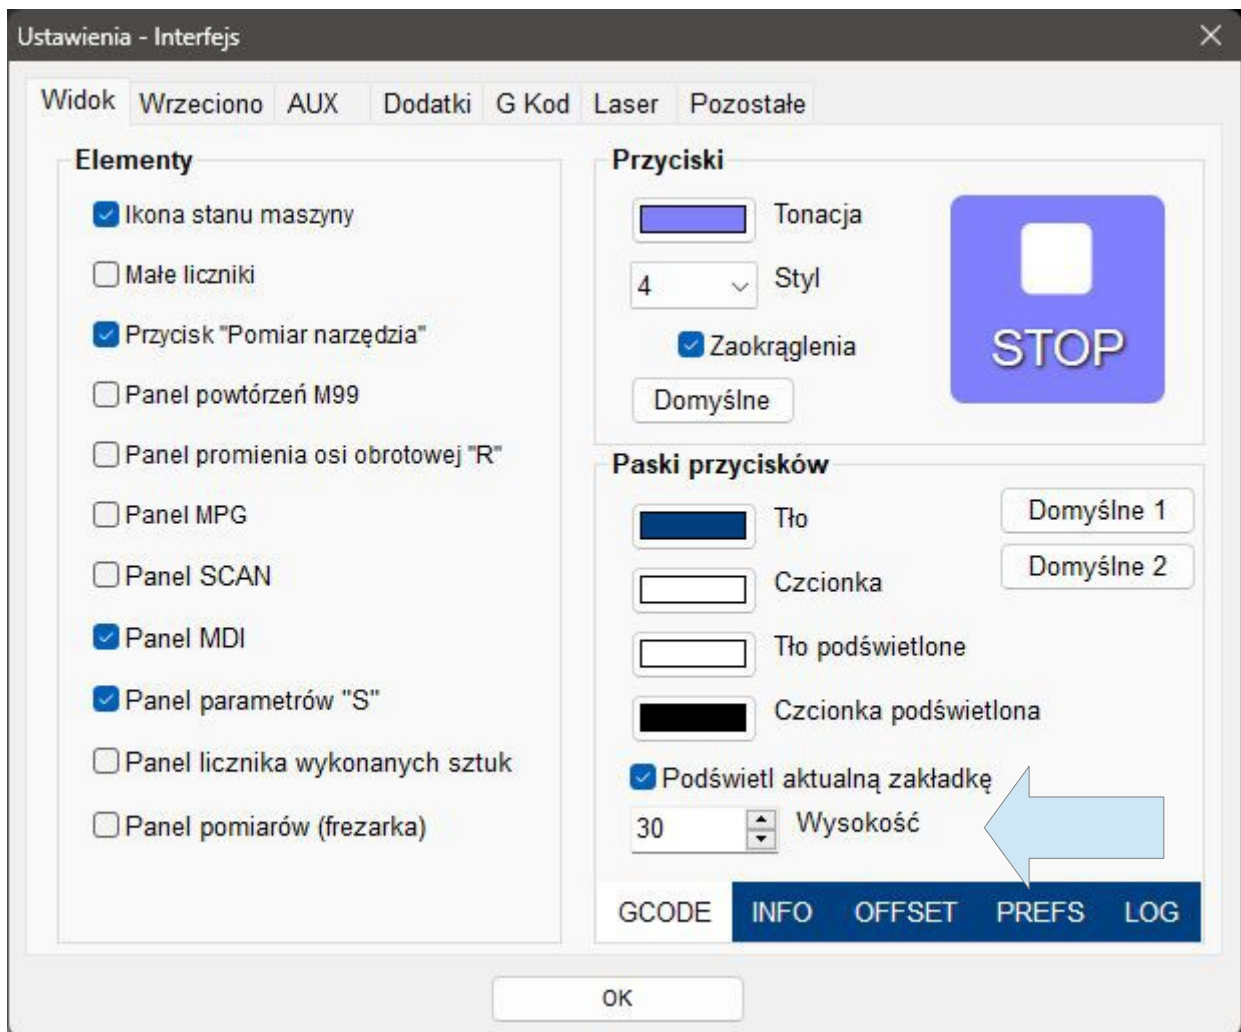 Ustawienia - Interfejs
Widok Wrzeciono AUX Dodatki G Kod Laser Pozostałe
Elementy
Ikona stanu maszyny
Małe liczniki
Przycisk "Pomiar narzędzia"
Panel powtórzeń M99
Panel promienia osi obrotowej "R"
Panel MPG
Panel SCAN
Panel MDI
Panel parametrów "S"
Panel licznika wykonanych sztuk
Panel pomiarów (frezarka)
Przyciski
Tonacja
4 Styl
Zaokrąglenia
Domyślne
STOP
Paski przycisków
Tło
Domyślne 1
Czcionka
Domyślne 2
Tło podświetlone
Czcionka podświetlona
Podświetl aktualną zakładkę
30 Wysokość
GCODE INFO OFFSET PREFS LOG
OK